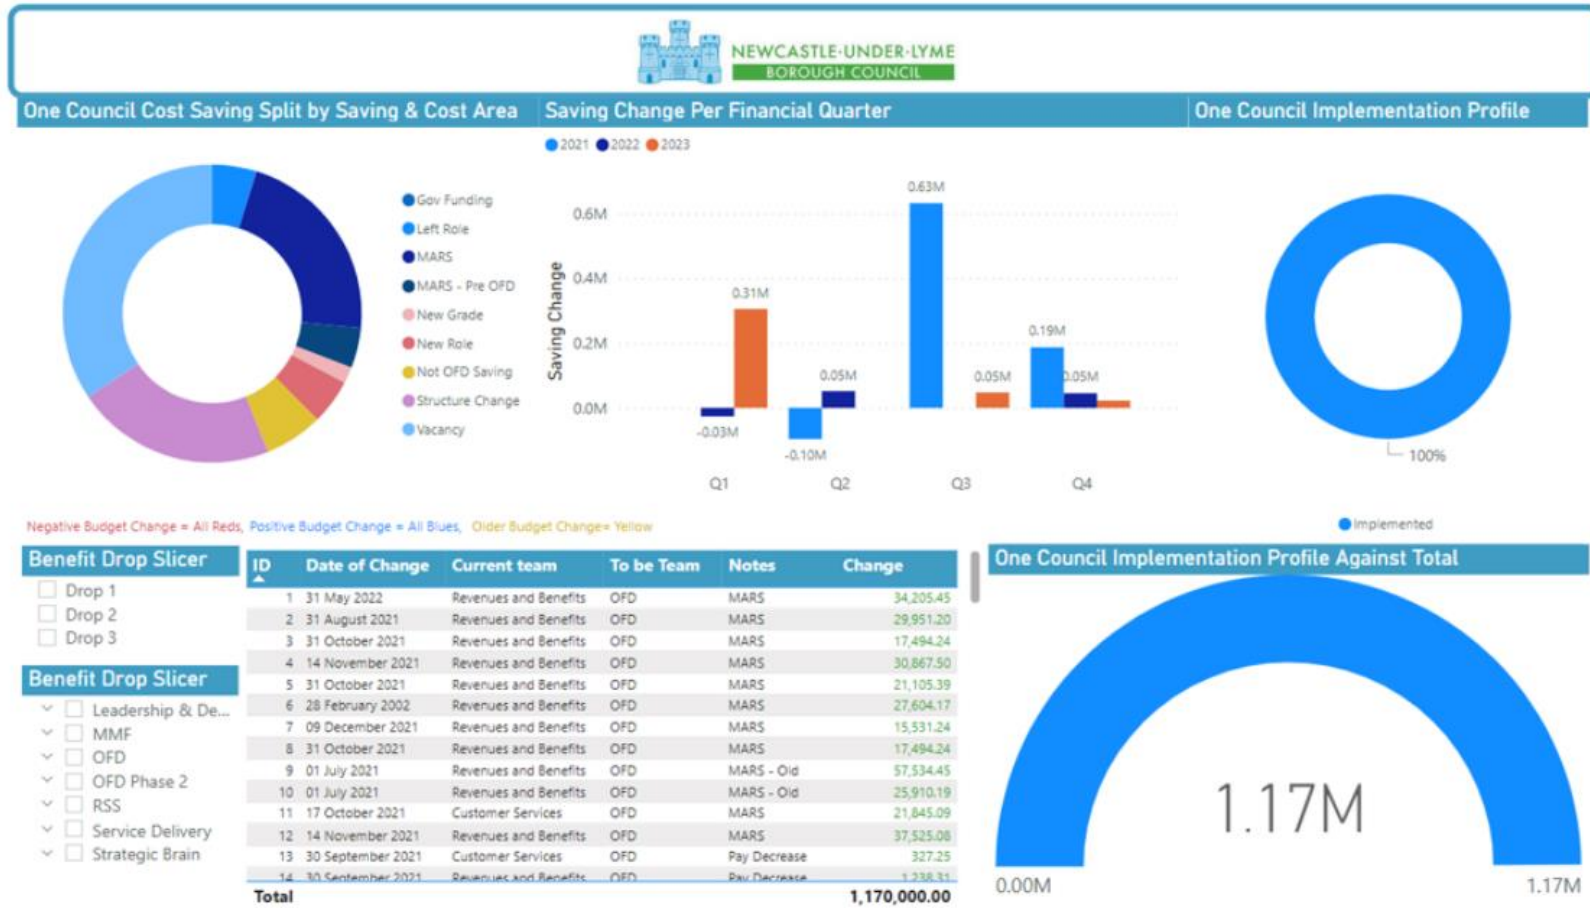 NEWCASTLE·UNDER·LYME
BOROUGH COUNCIL
One Council Cost Saving Split by Saving & Cost Area
Saving Change Per Financial Quarter
One Council Implementation Profile
2021 2022 2023
Gov Funding
Left Role
MARS
MARS - Pre OFD
New Grade
New Role
Not OFD Saving
Structure Change
Vacancy
Saving Change
0.6M
0.4M
0.2M
0.0M
-0.03M
0.31M
-0.10M
0.05M
0.63M
0.05M
0.19M
0.05M
Q1 Q2 Q3 Q4
100%
Implemented
Negative Budget Change = All Reds, Positive Budget Change = All Blues, Older Budget Change= Yellow
Benefit Drop Slicer
Drop 1
Drop 2
Drop 3
Benefit Drop Slicer
Leadership & De...
MMF
OFD
OFD Phase 2
RSS
Service Delivery
Strategic Brain
ID Date of Change Current team To be Team Notes Change
1 31 May 2022 Revenues and Benefits OFD MARS 34,205.45
2 31 August 2021 Revenues and Benefits OFD MARS 29,951.20
3 31 October 2021 Revenues and Benefits OFD MARS 17,494.24
4 14 November 2021 Revenues and Benefits OFD MARS 30,867.50
5 31 October 2021 Revenues and Benefits OFD MARS 21,105.39
6 28 February 2002 Revenues and Benefits OFD MARS 27,604.17
7 09 December 2021 Revenues and Benefits OFD MARS 15,531.24
8 31 October 2021 Revenues and Benefits OFD MARS 17,494.24
9 01 July 2021 Revenues and Benefits OFD MARS - Old 57,534.45
10 01 July 2021 Revenues and Benefits OFD MARS - Old 25,910.19
11 17 October 2021 Customer Services OFD MARS 21,845.09
12 14 November 2021 Revenues and Benefits OFD MARS 37,525.08
13 30 September 2021 Customer Services OFD Pay Decrease 327.25
14 30 September 2021 Revenues and Benefits OFD Pay Decrease 1,238.31
Total 1,170,000.00
One Council Implementation Profile Against Total
1.17M
0.00M
1.17M